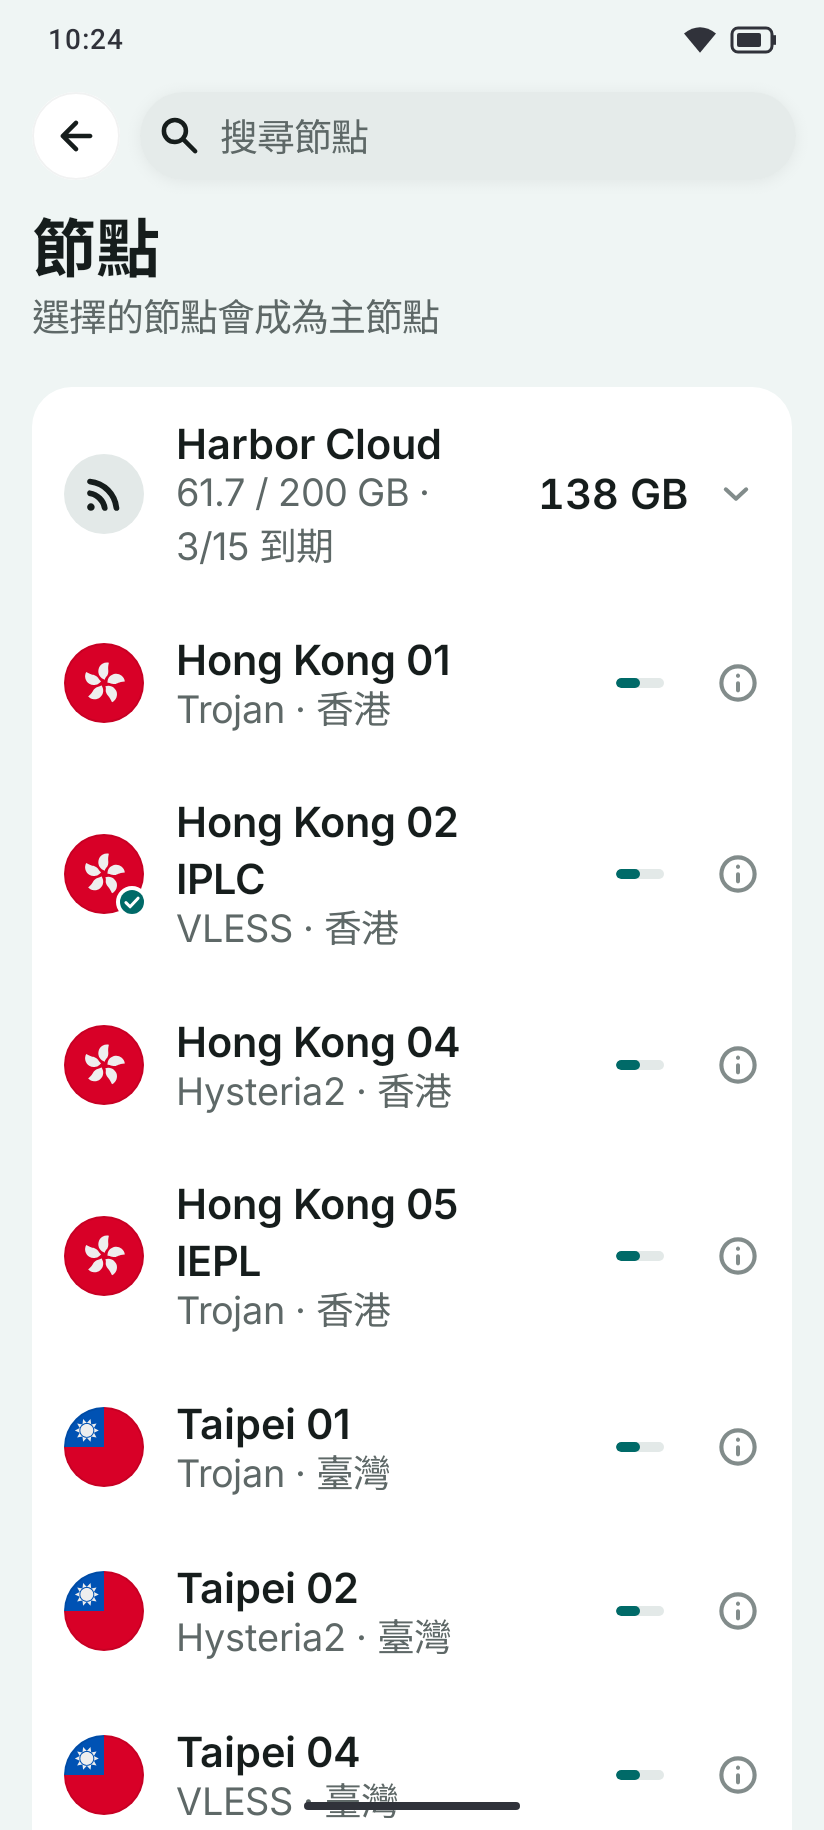 10:24
搜尋節點
節點
選擇的節點會成為主節點
Harbor Cloud
61.7 / 200 GB ·
3/15 到期
138 GB
Hong Kong 01
Trojan · 香港
Hong Kong 02
IPLC
VLESS · 香港
Hong Kong 04
Hysteria2 · 香港
Hong Kong 05
IEPL
Trojan · 香港
Taipei 01
Trojan · 臺灣
Taipei 02
Hysteria2 · 臺灣
Taipei 04
VLESS · 臺灣